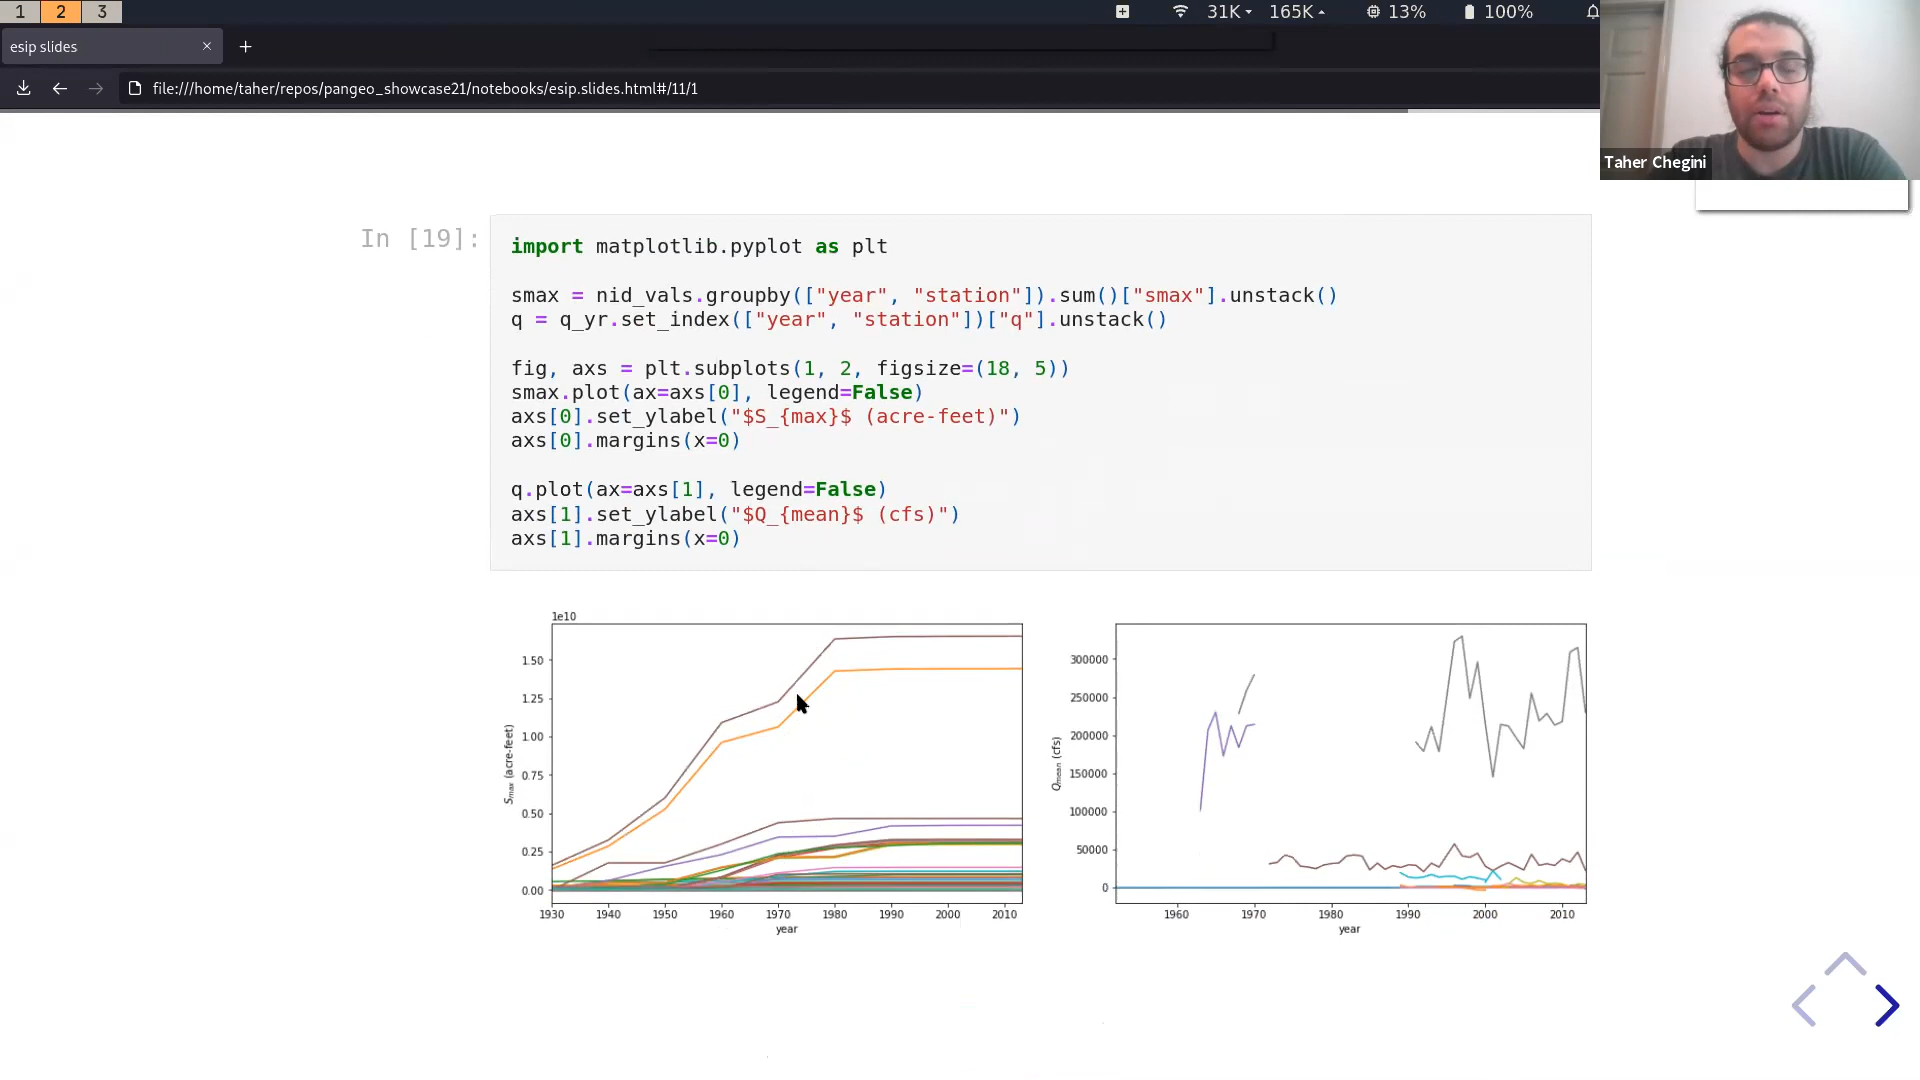 1 2 3
31K 165K 13% 100%
esip slides
file:///home/taher/repos/pangeo_showcase21/notebooks/esip.slides.html#/11/1
Taher Chegini
In [19]:
import matplotlib.pyplot as plt
smax = nid_vals.groupby(["year", "station"]).sum()["smax"].unstack()
q = q_yr.set_index(["year", "station"])["q"].unstack()
fig, axs = plt.subplots(1, 2, figsize=(18, 5))
smax.plot(ax=axs[0], legend=False)
axs[0].set_ylabel("$S_{max}$ (acre-feet)")
axs[0].margins(x=0)
q.plot(ax=axs[1], legend=False)
axs[1].set_ylabel("$Q_{mean}$ (cfs)")
axs[1].margins(x=0)
1e10
1.50
1.25
1.00
0.75
0.50
0.25
0.00
Smax (acre-feet)
1930 1940 1950 1960 1970 1980 1990 2000 2010
year
300000
250000
200000
150000
100000
50000
0
Qmean (cfs)
1960 1970 1980 1990 2000 2010
year